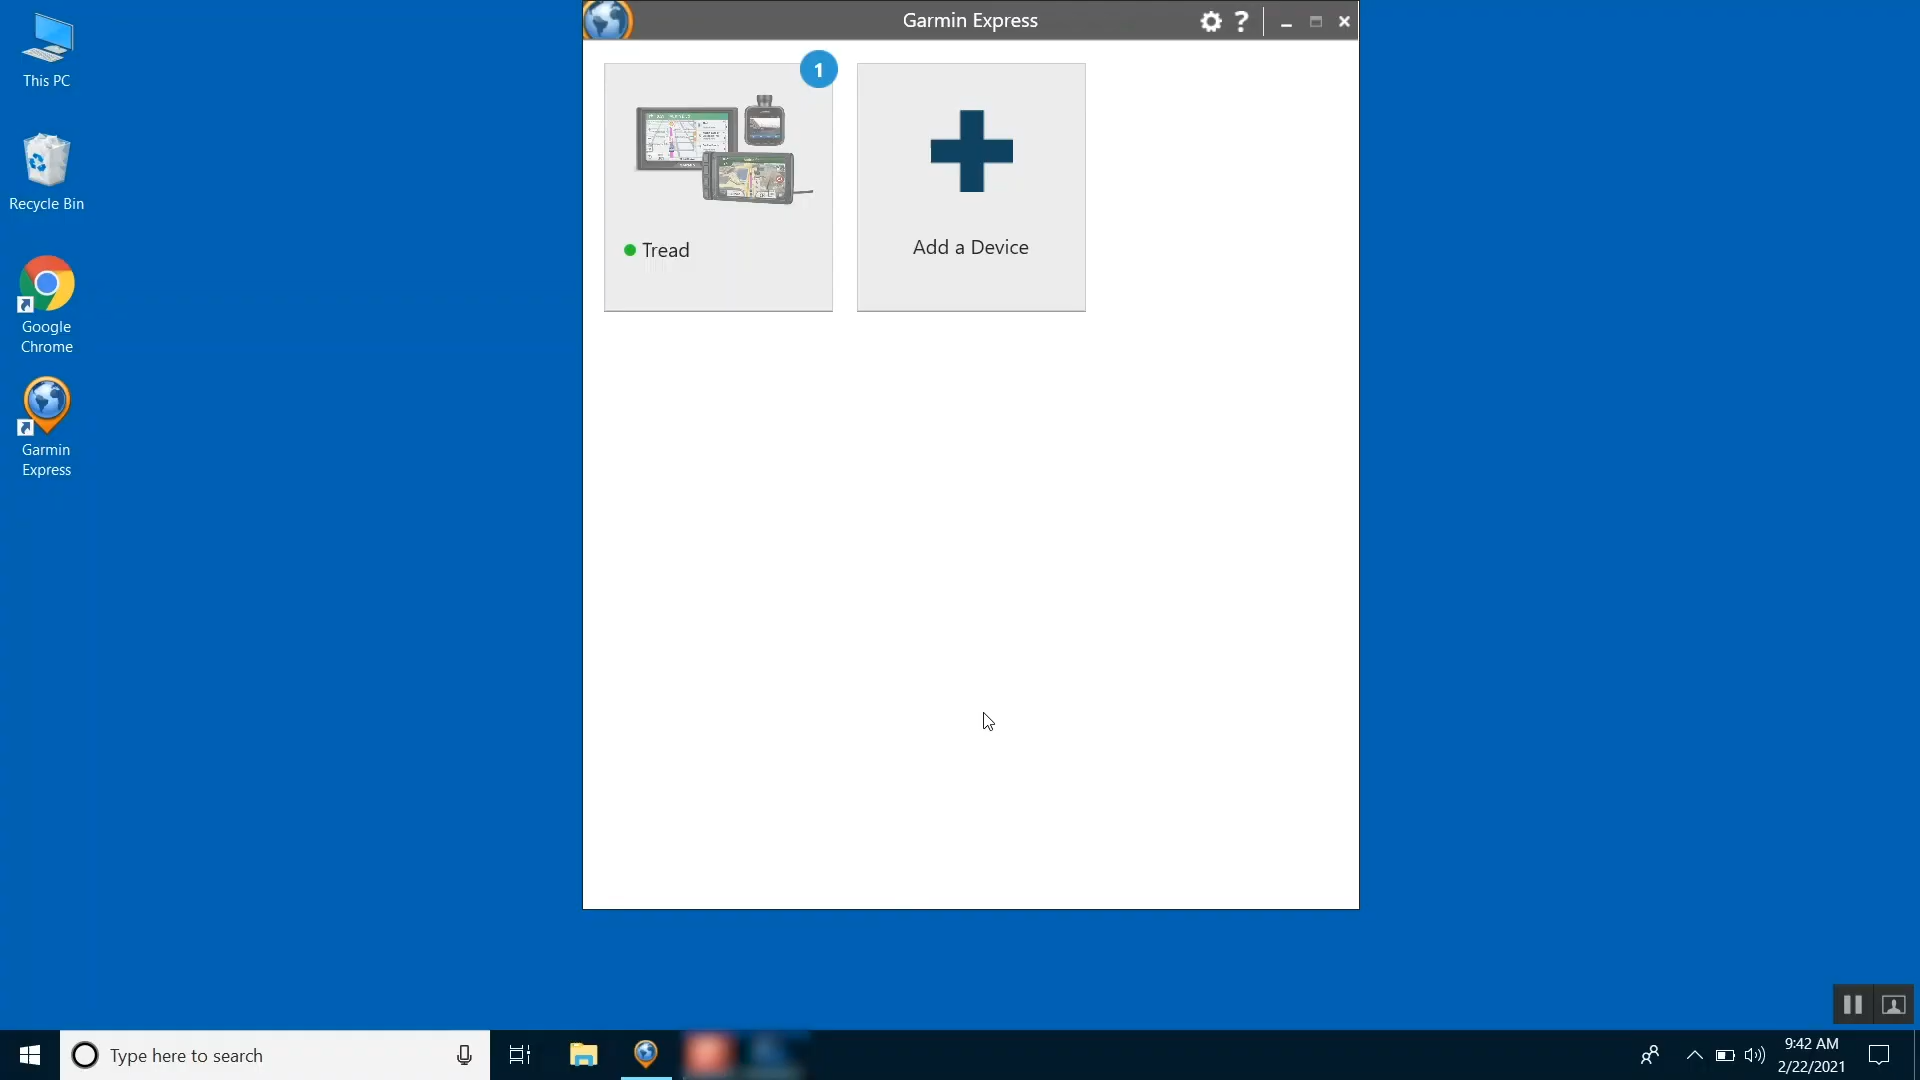 This PC
Recycle Bin
Google
Chrome
Garmin
Express
Garmin Express
?
1
Tread
Add a Device
Type here to search
9:42 AM
2/22/2021